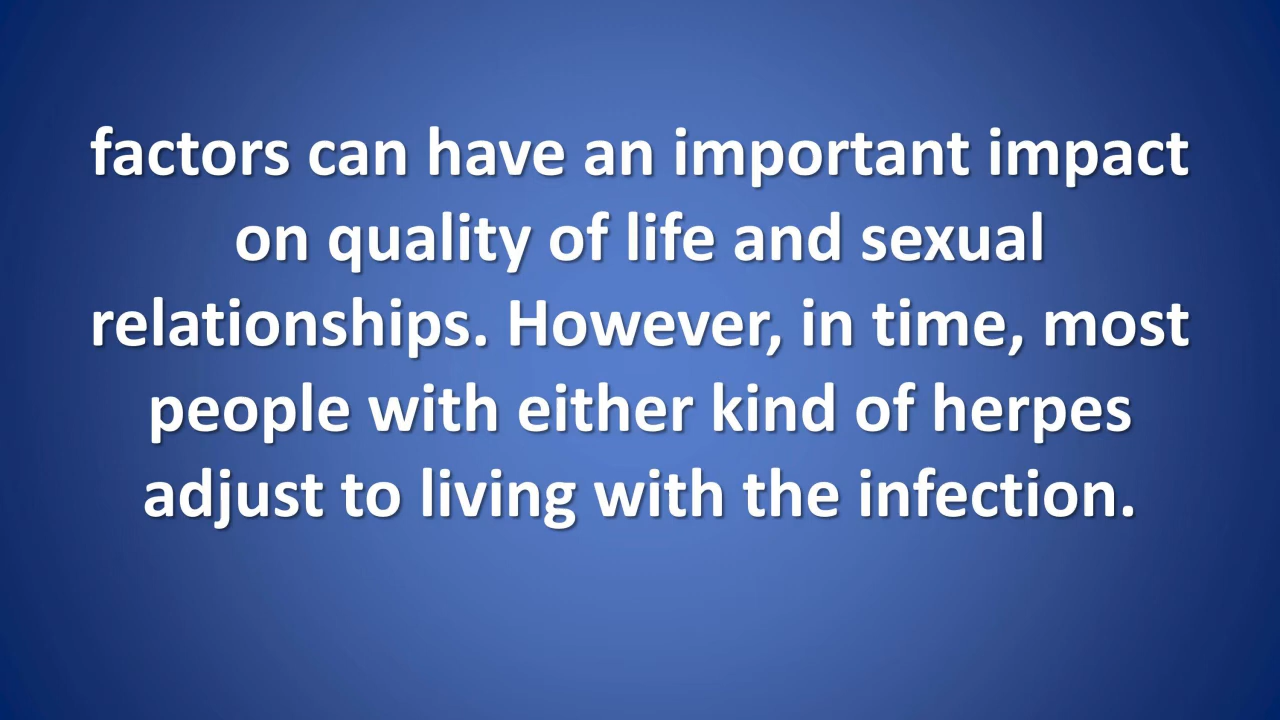 factors can have an important impact
on quality of life and sexual
relationships. However, in time, most
people with either kind of herpes
adjust to living with the infection.